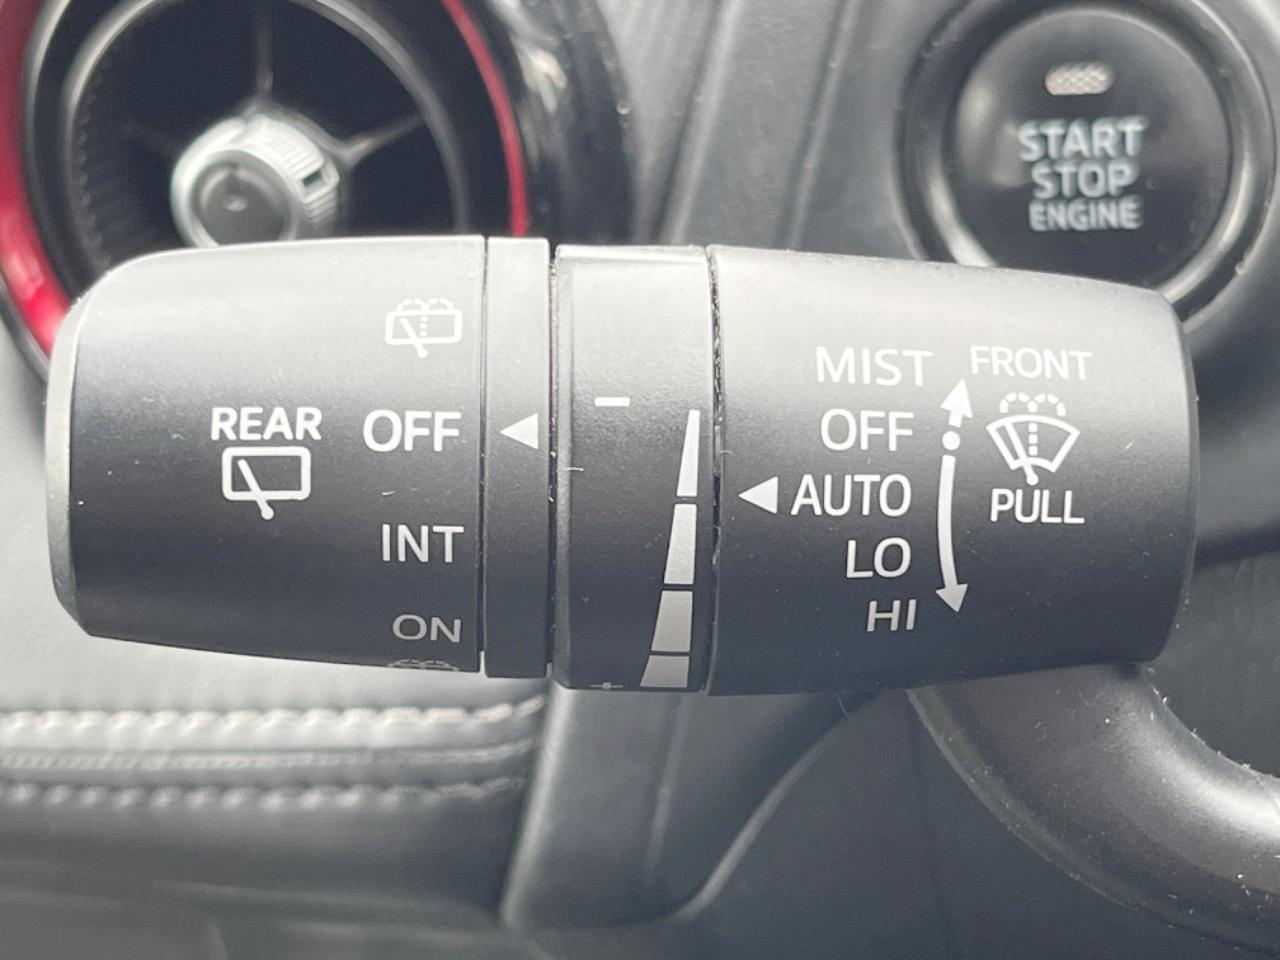 START
STOP
ENGINE
REAR
OFF
INT
ON
−
+
MIST
OFF
AUTO
LO
HI
FRONT
PULL